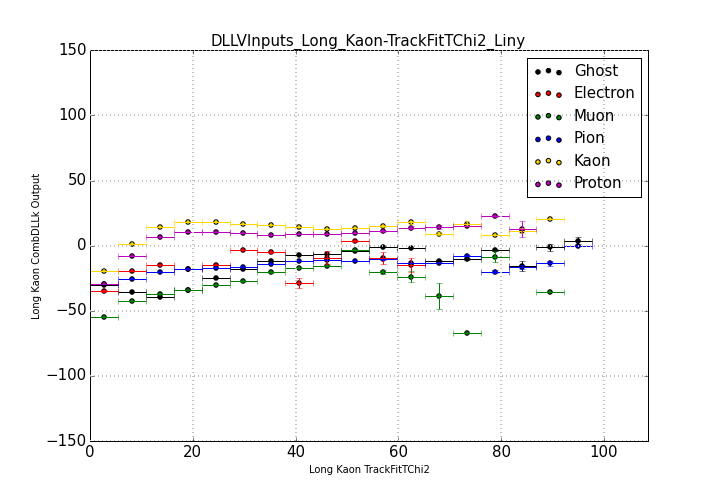 DLLVInputs_Long_Kaon-TrackFitTChi2_Liny
150
100
50
0
−50
−100
−150
Long Kaon CombDLLk Output
Ghost
Electron
Muon
Pion
Kaon
Proton
0 20 40 60 80 100
Long Kaon TrackFitTChi2